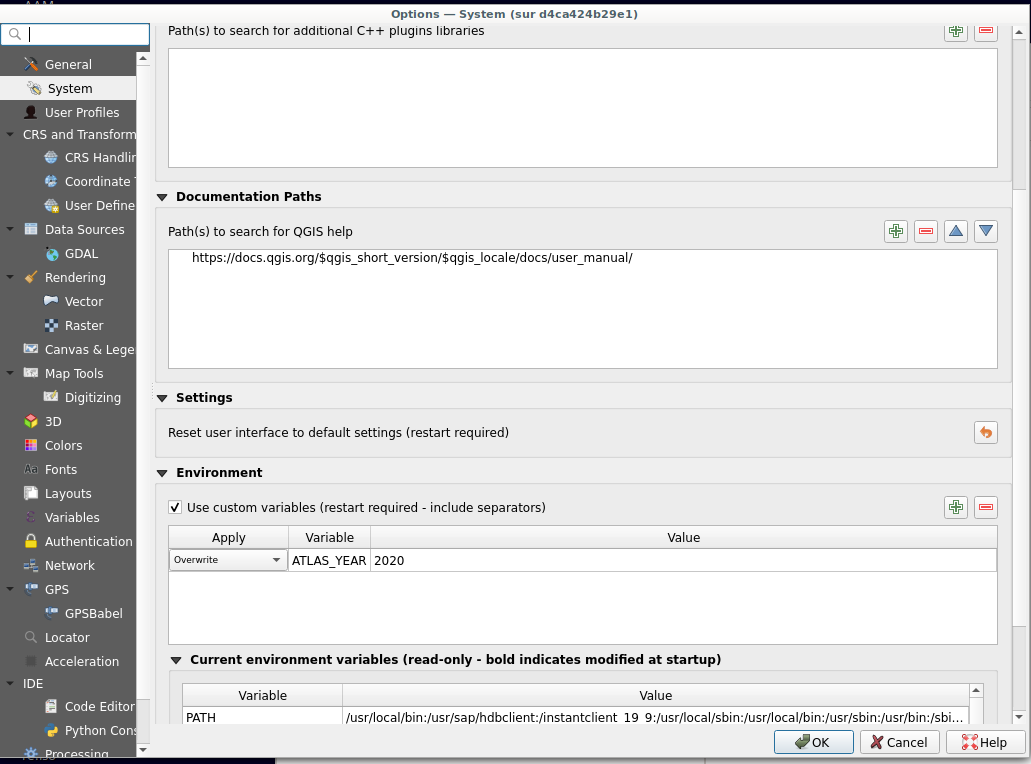 Options — System (sur d4ca424b29e1)
General
System
User Profiles
CRS and Transform
CRS Handlin
Coordinate
User Define
Data Sources
GDAL
Rendering
Vector
Raster
Canvas & Lege
Map Tools
Digitizing
3D
Colors
Aa Fonts
Layouts
Variables
Authentication
Network
GPS
GPSBabel
Locator
Acceleration
IDE
Code Editor
Python Cons
Processing
Path(s) to search for additional C++ plugins libraries
Documentation Paths
Path(s) to search for QGIS help
https://docs.qgis.org/$qgis_short_version/$qgis_locale/docs/user_manual/
Settings
Reset user interface to default settings (restart required)
Environment
Use custom variables (restart required - include separators)
Apply Variable Value
Overwrite ATLAS_YEAR 2020
Current environment variables (read-only - bold indicates modified at startup)
Variable Value
PATH /usr/local/bin:/usr/sap/hdbclient:/instantclient_19_9:/usr/local/sbin:/usr/local/bin:/usr/sbin:/usr/bin:/sbi...
OK Cancel Help